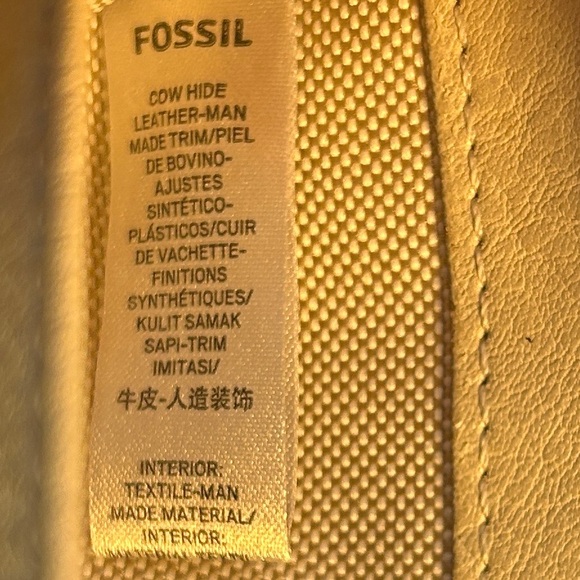 FOSSIL
COW HIDE
LEATHER-MAN
MADE TRIM/PIEL
DE BOVINO-
AJUSTES
SINTÉTICO-
PLÁSTICOS/CUIR
DE VACHETTE-
FINITIONS
SYNTHÉTIQUES/
KULIT SAMAK
SAPI-TRIM
IMITASI/
牛皮-人造装饰
INTERIOR:
TEXTILE-MAN
MADE MATERIAL/
INTERIOR: